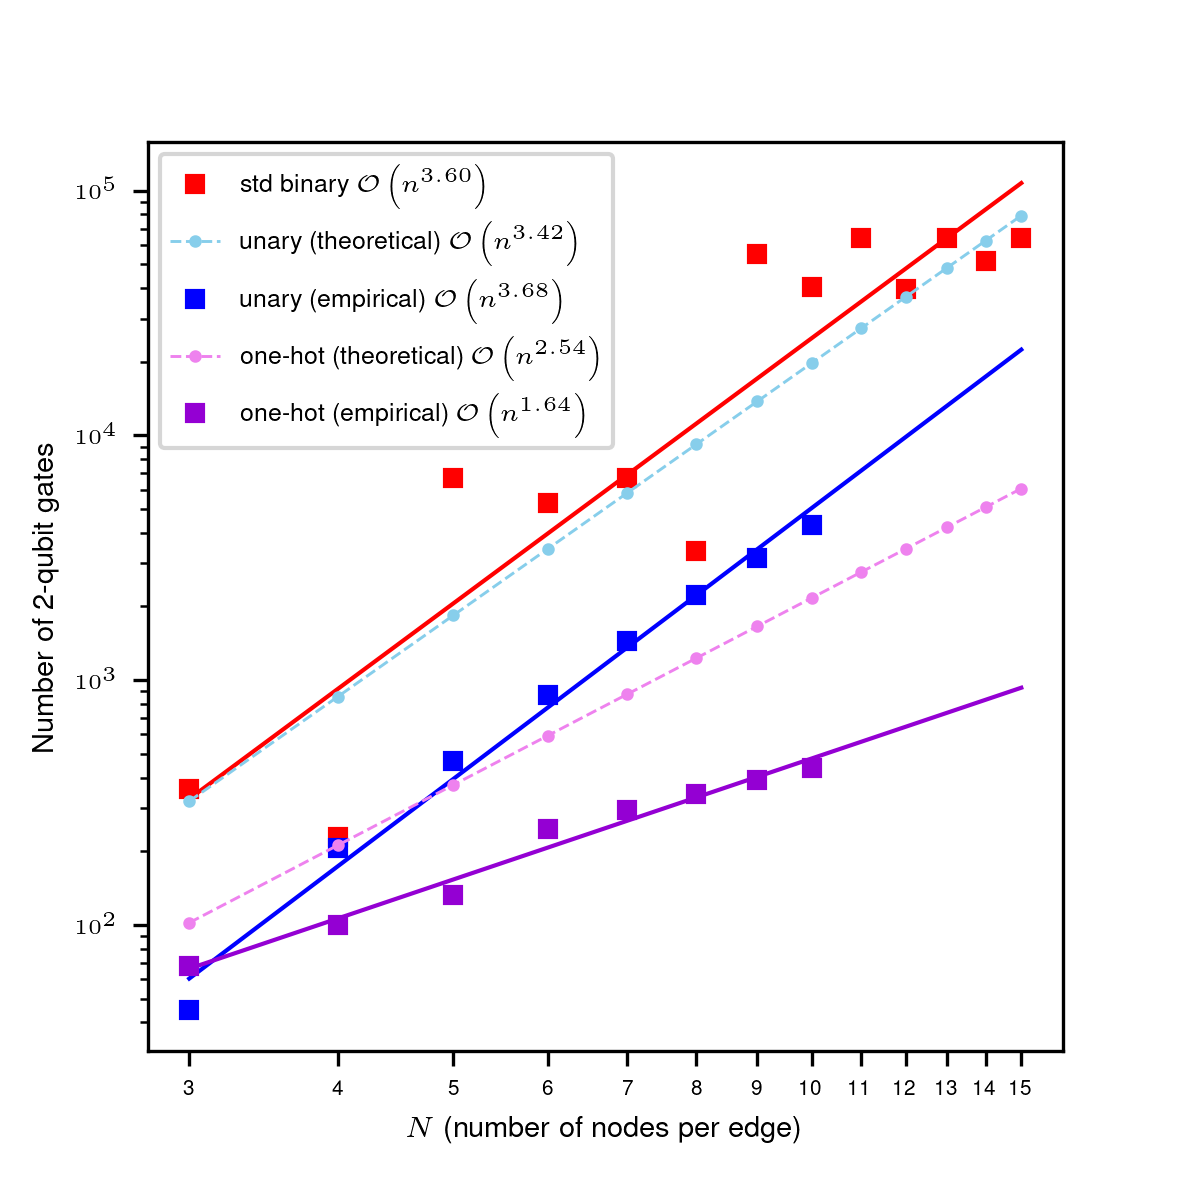 std binary 𝒪 (n^3.60)
unary (theoretical) 𝒪 (n^3.42)
unary (empirical) 𝒪 (n^3.68)
one-hot (theoretical) 𝒪 (n^2.54)
one-hot (empirical) 𝒪 (n^1.64)
10^5
10^4
10^3
10^2
Number of 2-qubit gates
3 4 5 6 7 8 9 10 11 12 13 14 15
N (number of nodes per edge)